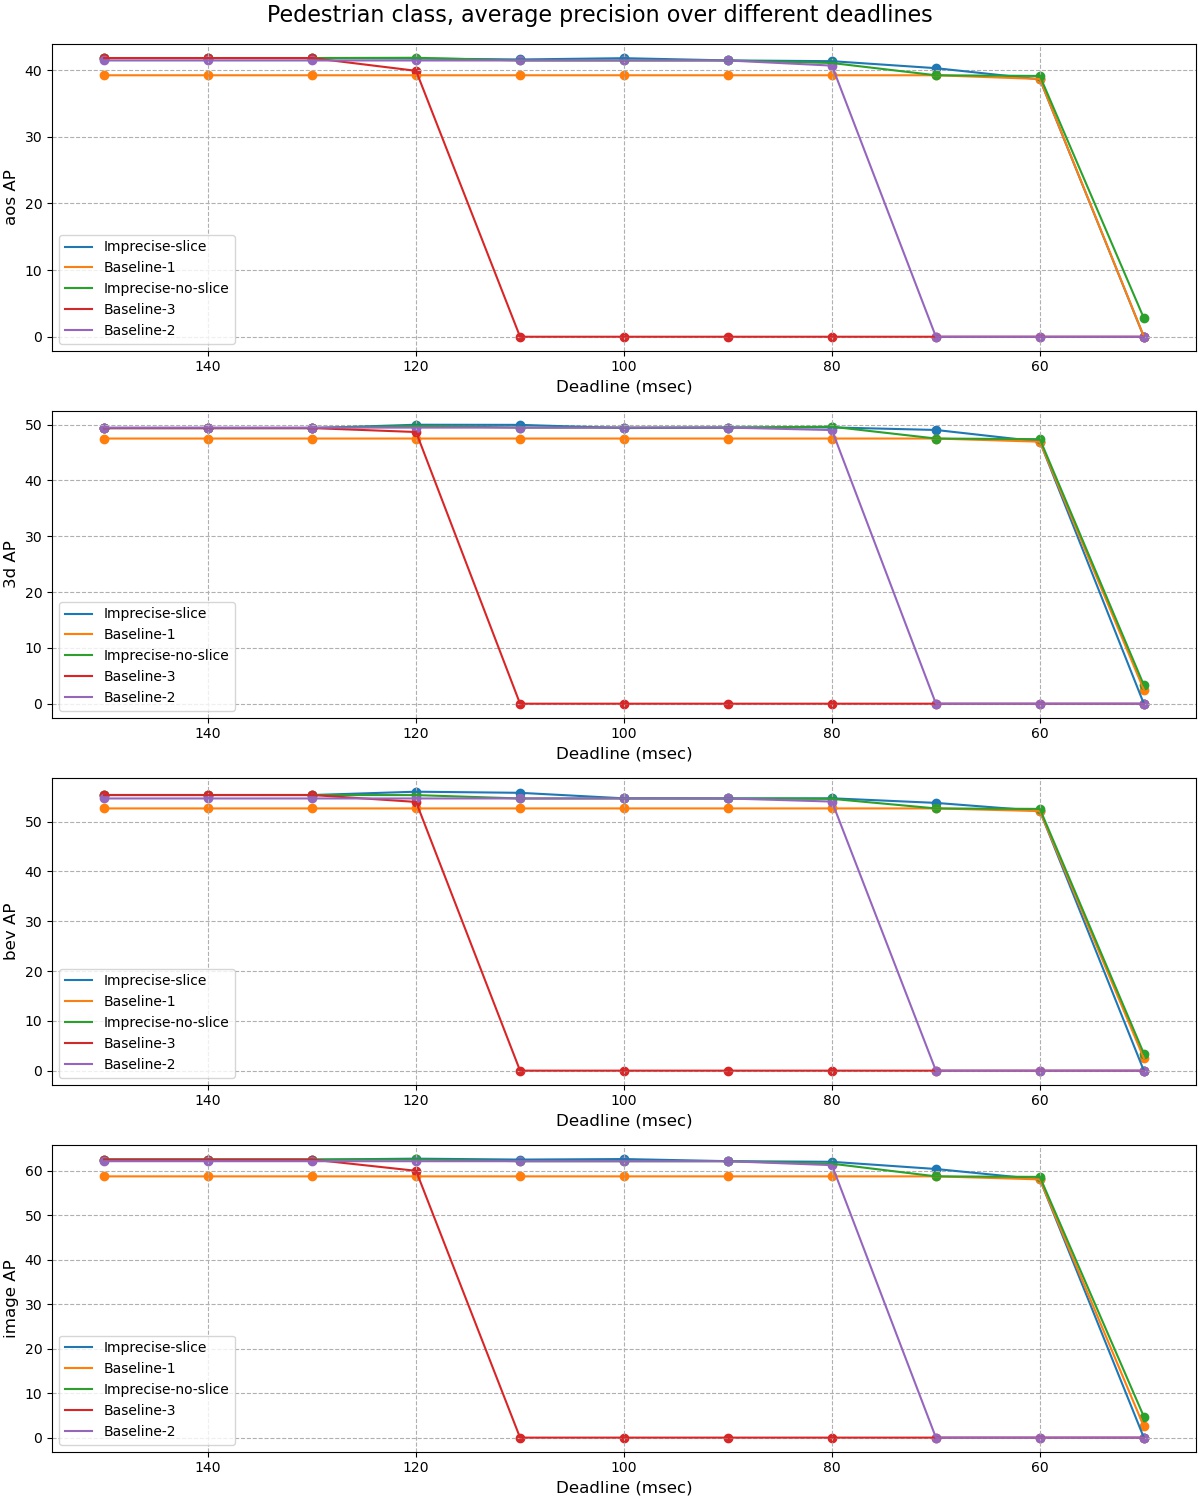 Pedestrian class, average precision over different deadlines
40
30
20
10
0
aos AP
Imprecise-slice
Baseline-1
Imprecise-no-slice
Baseline-3
Baseline-2
140 120 100 80 60
Deadline (msec)
50
40
30
20
10
0
3d AP
Imprecise-slice
Baseline-1
Imprecise-no-slice
Baseline-3
Baseline-2
140 120 100 80 60
Deadline (msec)
50
40
30
20
10
0
bev AP
Imprecise-slice
Baseline-1
Imprecise-no-slice
Baseline-3
Baseline-2
140 120 100 80 60
Deadline (msec)
60
50
40
30
20
10
0
image AP
Imprecise-slice
Baseline-1
Imprecise-no-slice
Baseline-3
Baseline-2
140 120 100 80 60
Deadline (msec)